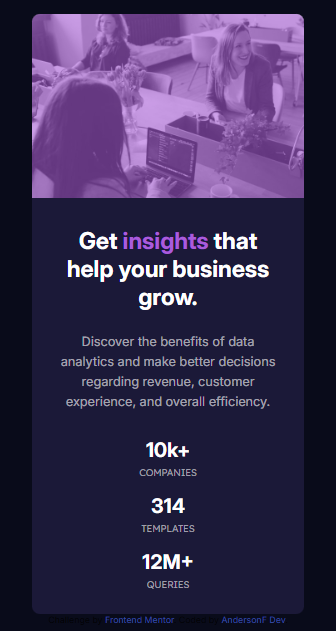 Get insights that
help your business
grow.
Discover the benefits of data
analytics and make better decisions
regarding revenue, customer
experience, and overall efficiency.
10k+
COMPANIES
314
TEMPLATES
12M+
QUERIES
Challenge by Frontend Mentor. Coded by AndersonF Dev